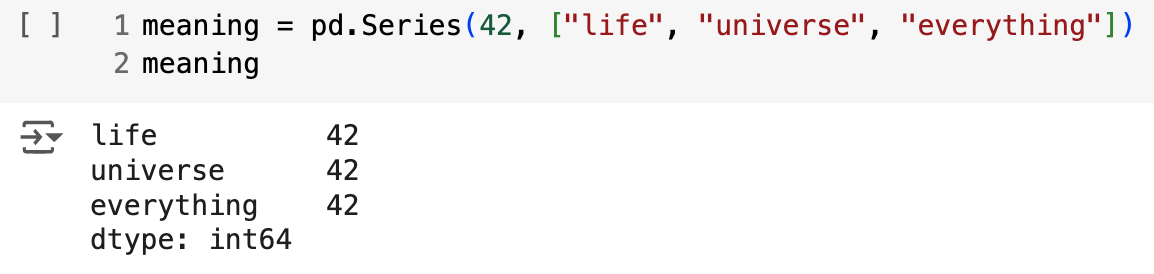 [ ] 1 meaning = pd.Series(42, ["life", "universe", "everything"])
2 meaning
life 42
universe 42
everything 42
dtype: int64